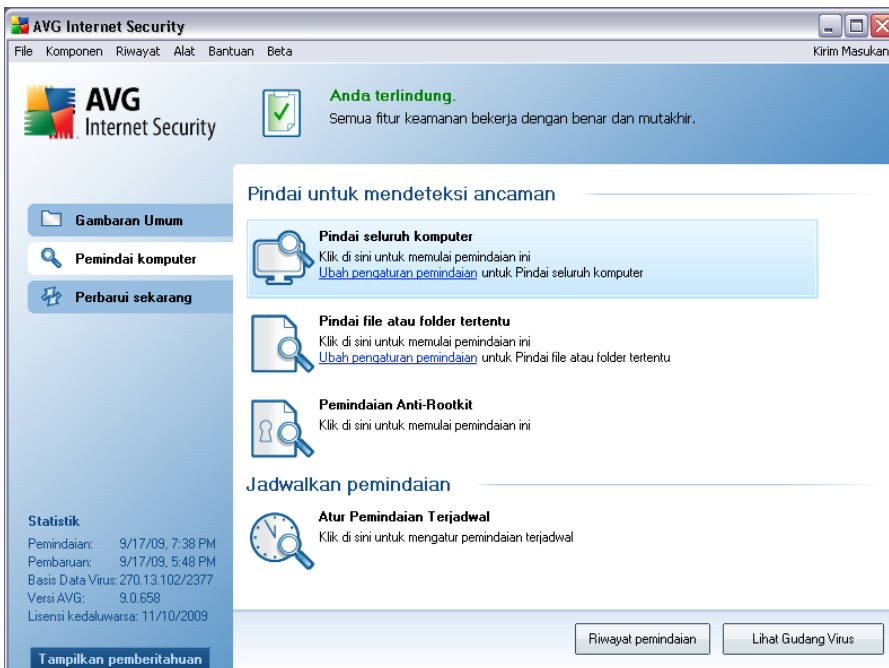 AVG Internet Security
File Komponen Riwayat Alat Bantuan Beta Kirim Masukan
AVG
Internet Security
Anda terlindung.
Semua fitur keamanan bekerja dengan benar dan mutakhir.
Gambaran Umum
Pemindai komputer
Perbarui sekarang
Pindai untuk mendeteksi ancaman
Pindai seluruh komputer
Klik di sini untuk memulai pemindaian ini
Ubah pengaturan pemindaian untuk Pindai seluruh komputer
Pindai file atau folder tertentu
Klik di sini untuk memulai pemindaian ini
Ubah pengaturan pemindaian untuk Pindai file atau folder tertentu
Pemindaian Anti-Rootkit
Klik di sini untuk memulai pemindaian ini
Jadwalkan pemindaian
Atur Pemindaian Terjadwal
Klik di sini untuk mengatur pemindaian terjadwal
Statistik
Pemindaian: 9/17/09, 7:38 PM
Pembaruan: 9/17/09, 5:48 PM
Basis Data Virus: 270.13.102/2377
Versi AVG: 9.0.658
Lisensi kedaluwarsa: 11/10/2009
Tampilkan pemberitahuan
Riwayat pemindaian
Lihat Gudang Virus